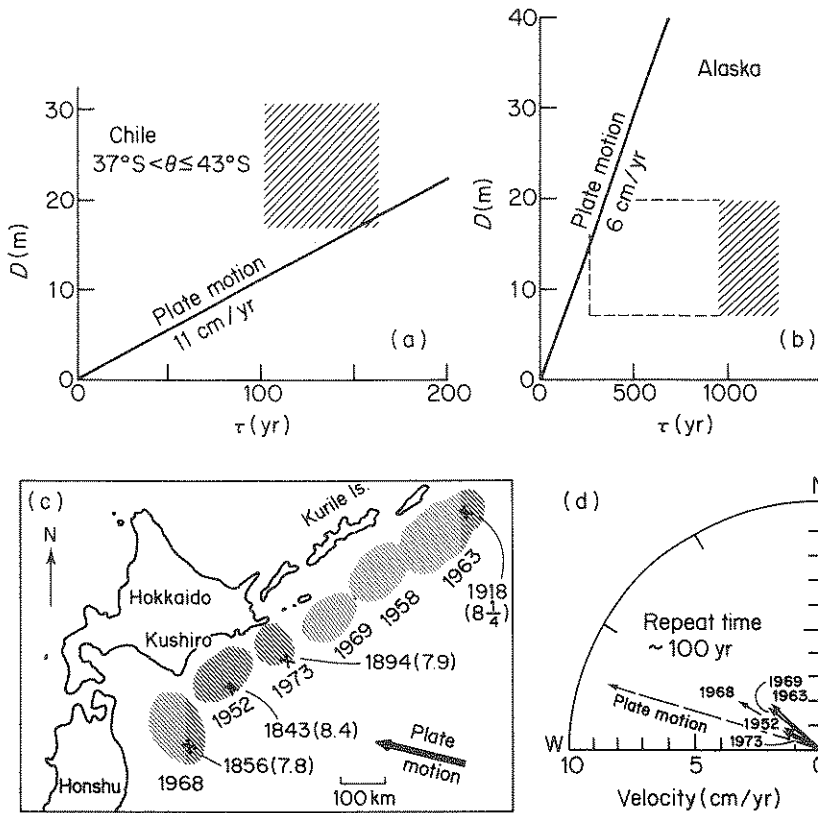 30
20
10
0
D(m)
Chile
37°S<θ≤43°S
Plate motion
11 cm/yr
(a)
0
100
200
τ(yr)
40
30
20
10
0
D(m)
Alaska
Plate motion
6 cm/yr
(b)
0
500
1000
τ(yr)
(c)
N
Kurile Is.
Hokkaido
Kushiro
Honshu
1963
1918
(8¼)
1958
1969
1973
1894(7.9)
1952
1843(8.4)
1968
1856(7.8)
Plate
motion
100 km
(d)
N
Repeat time
~100 yr
1969
1963
1968
1952
1973
Plate motion
W
10
5
0
Velocity(cm/yr)